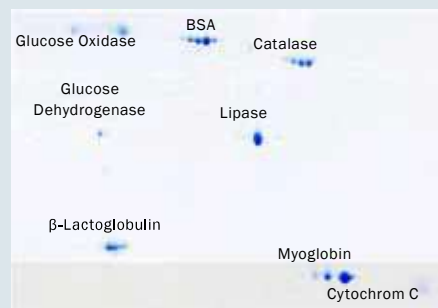 BSA
Glucose Oxidase
Catalase
Glucose
Dehydrogenase
Lipase
β-Lactoglobulin
Myoglobin
Cytochrom C